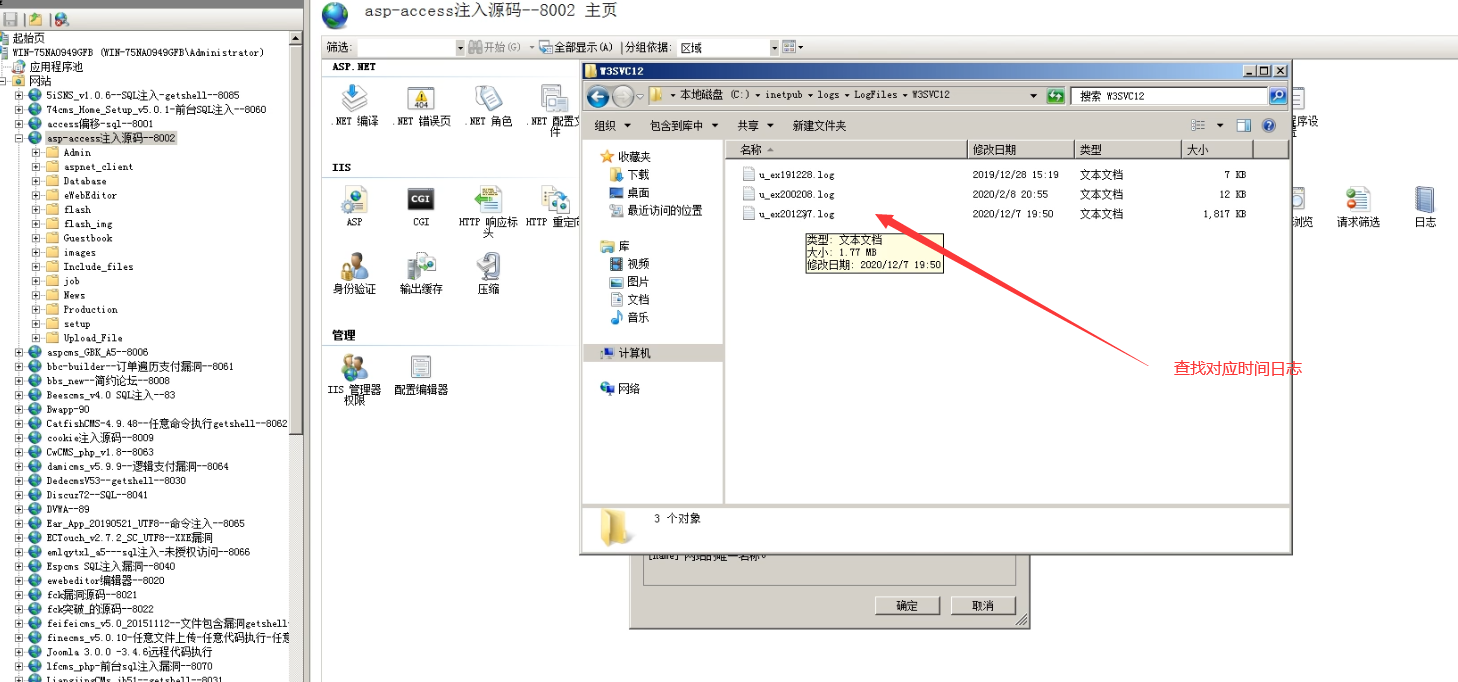 asp-access注入源码--8002 主页
筛选:
开始(G)
全部显示(A)
分组依据:
区域
起始页
WIN-75NA0949GFB (WIN-75NA0949GFB\Administrator)
应用程序池
网站
5iSNS_v1.0.6--SQL注入-getshell--8085
74cms_Home_Setup_v5.0.1-前台SQL注入--8060
access偏移-sql--8001
asp-access注入源码--8002
Admin
aspnet_client
Database
eWebEditor
flash
flash_img
Guestbook
images
Include_files
job
News
Production
setup
Upload_File
aspcms_GBK_A5--8006
bbc-builder--订单遍历支付漏洞--8061
bbs_new--简约论坛--8008
Beescms_v4.0 SQL注入--83
Bwapp-90
CatfishCMS-4.9.48--任意命令执行getshell--8062
cookie注入源码--8009
CwCMS_php_v1.8--8063
damicms_v5.9.9--逻辑支付漏洞--8064
DedecmsV53--getshell--8030
Discuz72--SQL--8041
DVWA--89
Ear_App_20190521_UTF8--命令注入--8065
ECTouch_v2.7.2_SC_UTF8--XXE漏洞
emlqytxl_a5---sql注入-未授权访问--8066
Espcms SQL注入漏洞--8040
ewebeditor编辑器--8020
fck漏洞源码--8021
fck突破_的源码--8022
feifeicms_v5.0_20151112--文件包含漏洞getshell
finecms_v5.0.10-任意文件上传-任意代码执行-任意
Joomla 3.0.0 -3.4.6远程代码执行
lfcms_php-前台sql注入漏洞--8070
ASP.NET
.NET 编译
.NET 错误页
.NET 角色
.NET 配置文件
IIS
ASP
CGI
HTTP 响应标头
HTTP 重定向
身份验证
输出缓存
压缩
浏览
请求筛选
日志
管理
IIS 管理器权限
配置编辑器
W3SVC12
本地磁盘 (C:)
inetpub
logs
LogFiles
W3SVC12
搜索 W3SVC12
组织
包含到库中
共享
新建文件夹
收藏夹
下载
桌面
最近访问的位置
库
视频
图片
文档
音乐
计算机
网络
名称 修改日期 类型 大小
u_ex191228.log 2019/12/28 15:19 文本文档 7 KB
u_ex200208.log 2020/2/8 20:55 文本文档 12 KB
u_ex201207.log 2020/12/7 19:50 文本文档 1,817 KB
类型: 文本文档
大小: 1.77 MB
修改日期: 2020/12/7 19:50
查找对应时间日志
3 个对象
确定
取消